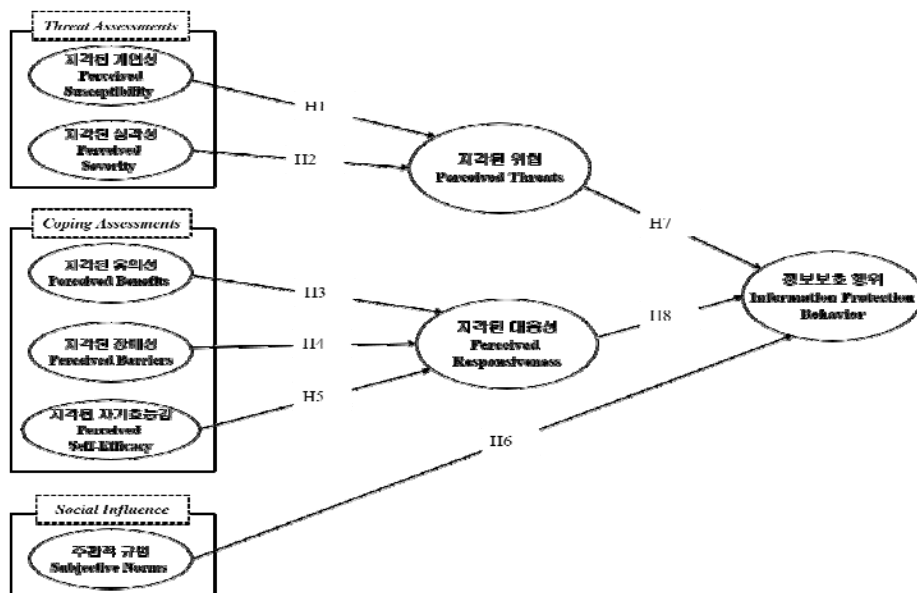 Threat Assessments
지각된 개연성
Perceived
Susceptibility
H1
지각된 심각성
Perceived
Severity
H2
지각된 위협
Perceived Threats
H7
Coping Assessments
지각된 유익성
Perceived Benefits
H3
정보보호 행위
Information Protection
Behavior
지각된 장애성
Perceived Barriers
H4
지각된 대응성
Perceived
Responsiveness
H8
지각된 자기효능감
Perceived
Self-Efficacy
H5
H6
Social Influence
주관적 규범
Subjective Norms